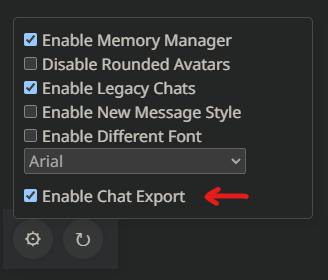 Enable Memory Manager
Disable Rounded Avatars
Enable Legacy Chats
Enable New Message Style
Enable Different Font
Arial
Enable Chat Export